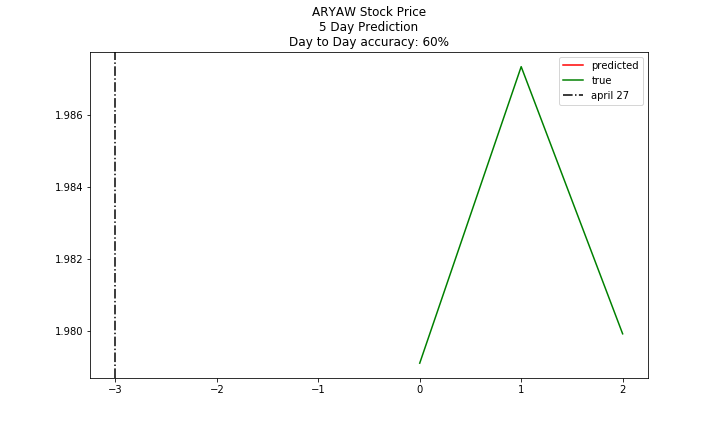 ARYAW Stock Price
5 Day Prediction
Day to Day accuracy: 60%
predicted
true
april 27
1.986
1.984
1.982
1.980
−3
−2
−1
0
1
2